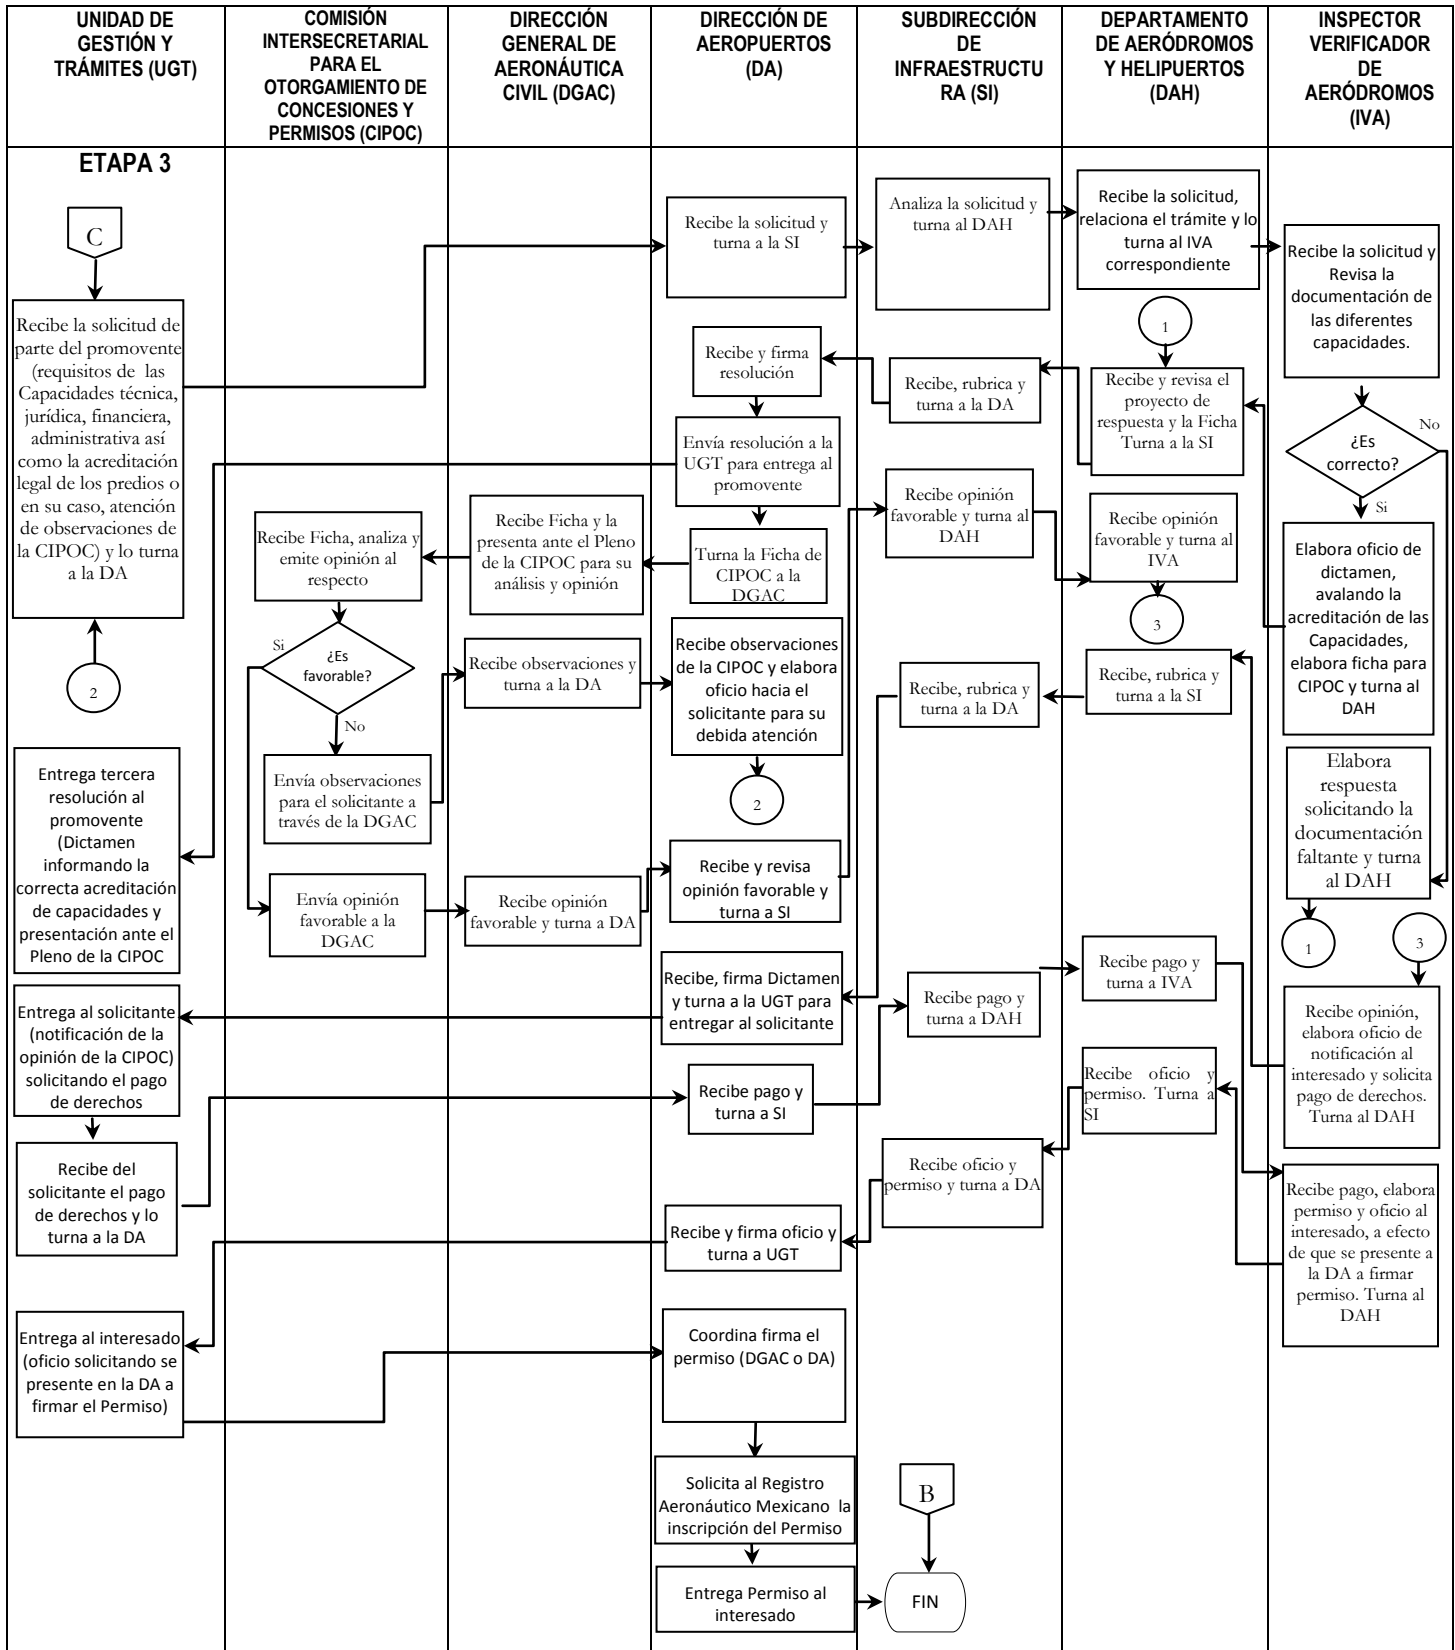 UNIDAD DE
GESTIÓN Y
TRÁMITES (UGT)
COMISIÓN
INTERSECRETARIAL
PARA EL
OTORGAMIENTO DE
CONCESIONES Y
PERMISOS (CIPOC)
DIRECCIÓN
GENERAL DE
AERONÁUTICA
CIVIL (DGAC)
DIRECCIÓN DE
AEROPUERTOS
(DA)
SUBDIRECCIÓN
DE
INFRAESTRUCTU
RA (SI)
DEPARTAMENTO
DE AERÓDROMOS
Y HELIPUERTOS
(DAH)
INSPECTOR
VERIFICADOR
DE
AERÓDROMOS
(IVA)
ETAPA 3
C
Recibe la solicitud de
parte del promovente
(requisitos de las
Capacidades técnica,
jurídica, financiera,
administrativa así
como la acreditación
legal de los predios o
en su caso, atención
de observaciones de
la CIPOC) y lo turna
a la DA
2
Recibe la solicitud y
turna a la SI
Analiza la solicitud y
turna al DAH
Recibe la solicitud,
relaciona el trámite y lo
turna al IVA
correspondiente
Recibe la solicitud y
Revisa la
documentación de
las diferentes
capacidades.
¿Es
correcto?
No
Si
Elabora oficio de
dictamen,
avalando la
acreditación de las
Capacidades,
elabora ficha para
CIPOC y turna al
DAH
Elabora
respuesta
solicitando la
documentación
faltante y turna
al DAH
1
3
1
Recibe y revisa el
proyecto de
respuesta y la Ficha
Turna a la SI
Recibe, rubrica y
turna a la DA
Recibe y firma
resolución
Envía resolución a la
UGT para entrega al
promovente
Turna la Ficha de
CIPOC a la
DGAC
Recibe Ficha y la
presenta ante el Pleno
de la CIPOC para su
análisis y opinión
Recibe Ficha, analiza y
emite opinión al
respecto
¿Es
favorable?
Si
No
Envía observaciones
para el solicitante a
través de la DGAC
Recibe observaciones y
turna a la DA
Recibe observaciones
de la CIPOC y elabora
oficio hacia el
solicitante para su
debida atención
2
Envía opinión
favorable a la
DGAC
Recibe opinión
favorable y turna a DA
Recibe y revisa
opinión favorable y
turna a SI
Recibe opinión
favorable y turna al
DAH
Recibe opinión
favorable y turna al
IVA
3
Entrega tercera
resolución al
promovente
(Dictamen
informando la
correcta acreditación
de capacidades y
presentación ante el
Pleno de la CIPOC
Recibe opinión,
elabora oficio de
notificación al
interesado y solicita
pago de derechos.
Turna al DAH
Recibe, rubrica y
turna a la SI
Recibe, rubrica y
turna a la DA
Recibe, firma Dictamen
y turna a la UGT para
entregar al solicitante
Entrega al solicitante
(notificación de la
opinión de la CIPOC)
solicitando el pago
de derechos
Recibe del
solicitante el pago
de derechos y lo
turna a la DA
Recibe pago y
turna a SI
Recibe pago y
turna a DAH
Recibe pago y
turna a IVA
Recibe pago, elabora
permiso y oficio al
interesado, a efecto
de que se presente a
la DA a firmar
permiso. Turna al
DAH
Recibe oficio y
permiso. Turna a
SI
Recibe oficio y
permiso y turna a DA
Recibe y firma oficio y
turna a UGT
Entrega al interesado
(oficio solicitando se
presente en la DA a
firmar el Permiso)
Coordina firma el
permiso (DGAC o DA)
Solicita al Registro
Aeronáutico Mexicano la
inscripción del Permiso
Entrega Permiso al
interesado
B
FIN